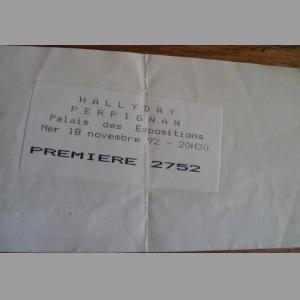 HALLYDAY
PERPIGNAN
Palais des Expositions
Mer 18 novembre 92 - 20H30
PREMIERE 2752